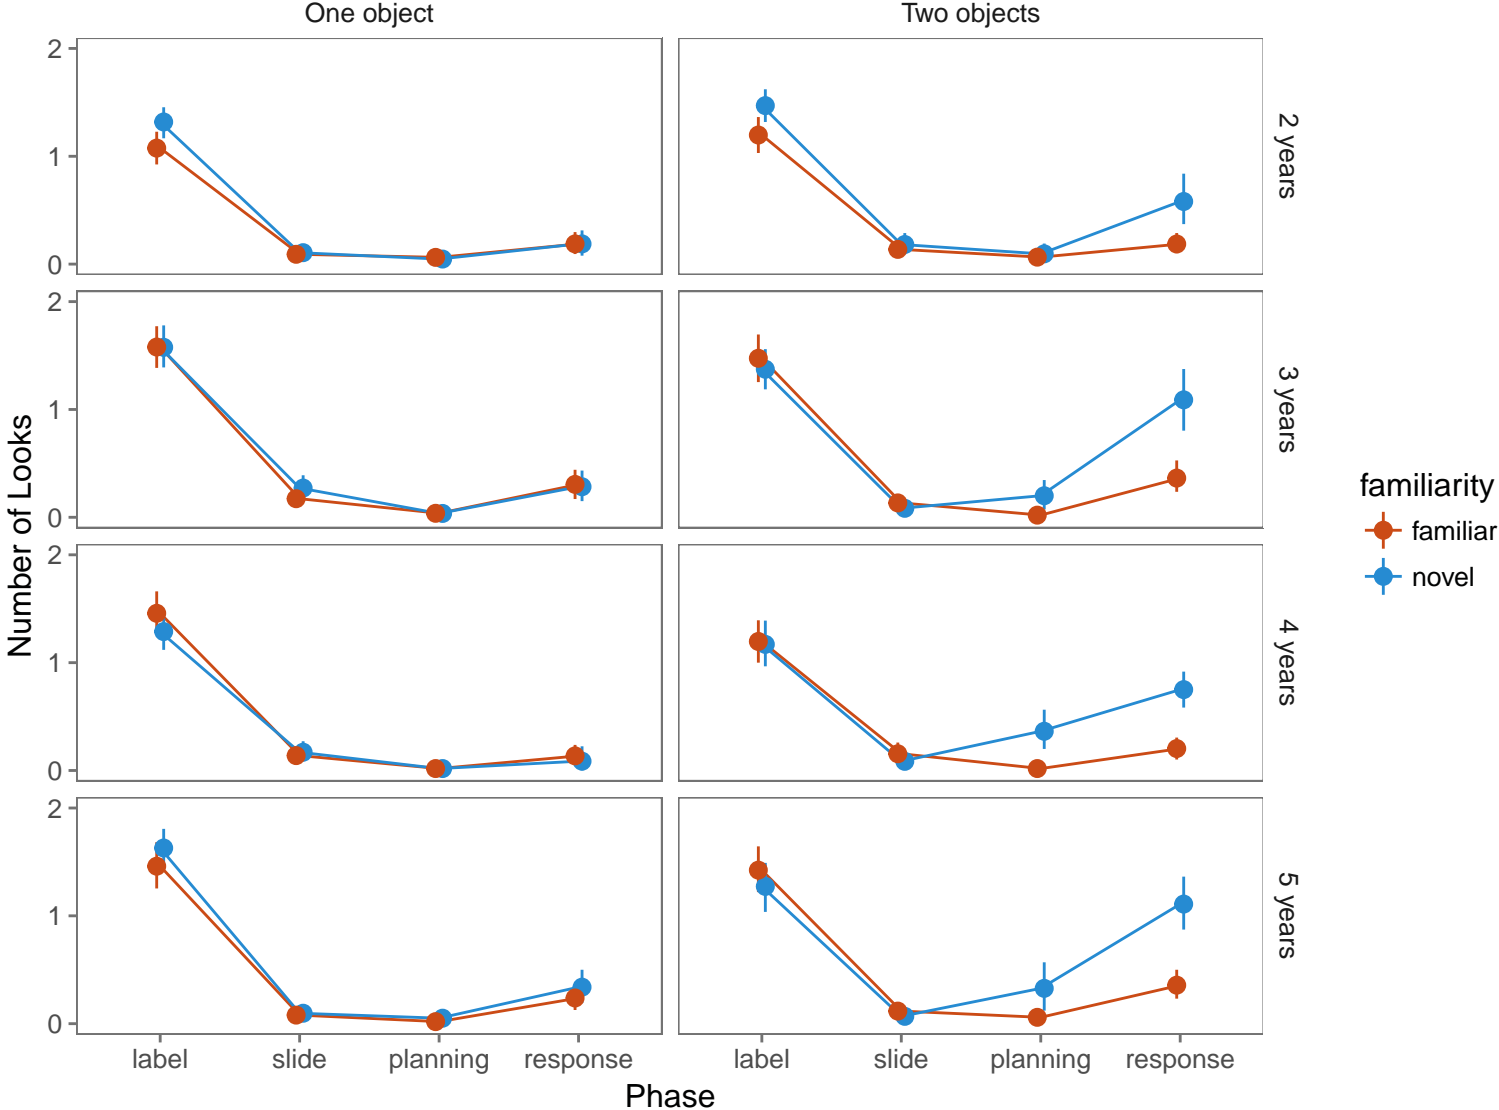 One object
Two objects
2
1
0
2 years
2
1
0
3 years
2
1
0
4 years
2
1
0
5 years
Number of Looks
familiarity
familiar
novel
label slide planning response
label slide planning response
Phase